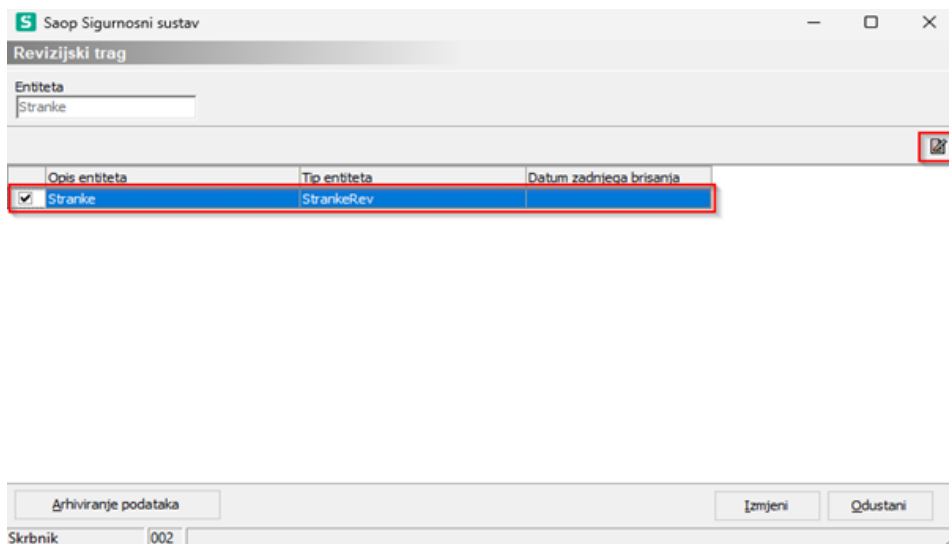 Saop Sigurnosni sustav
Revizijski trag
Entiteta
Stranke
Opis entiteta Tip entiteta Datum zadnjega brisanja
Stranke StrankeRev
Arhiviranje podataka Izmjeni Odustani
Skrbnik 002